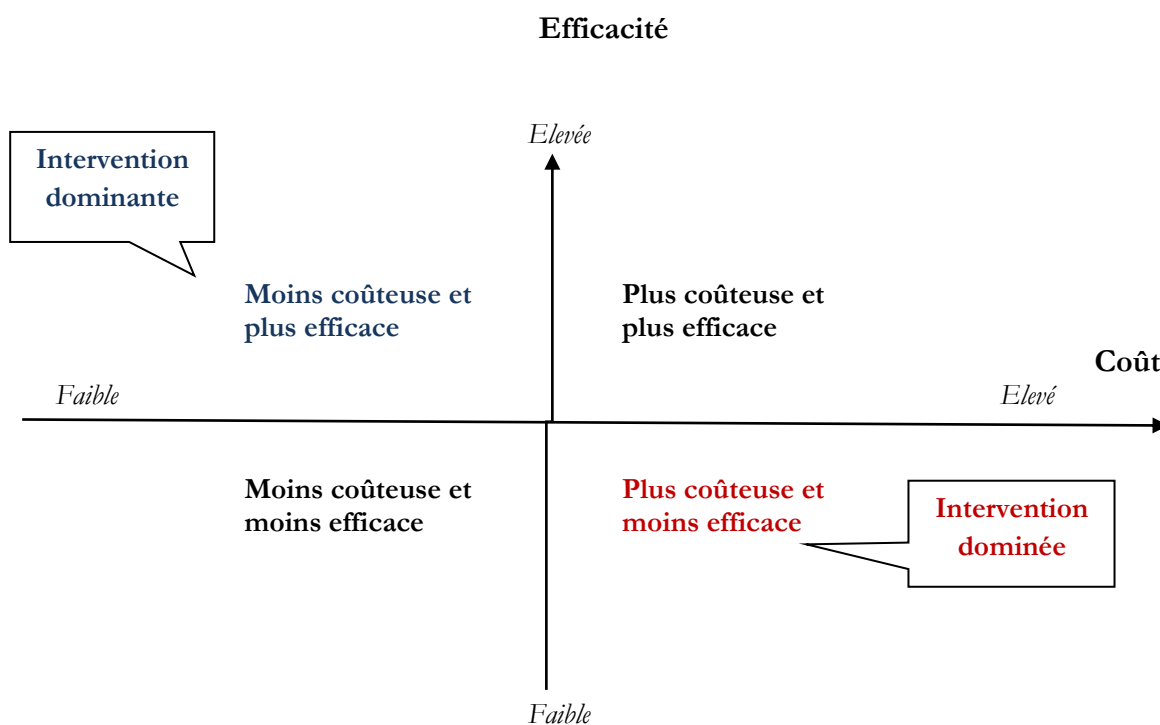 Efficacité
Elevée
Intervention
dominante
Moins coûteuse et
plus efficace
Plus coûteuse et
plus efficace
Coût
Faible
Elevé
Moins coûteuse et
moins efficace
Plus coûteuse et
moins efficace
Intervention
dominée
Faible